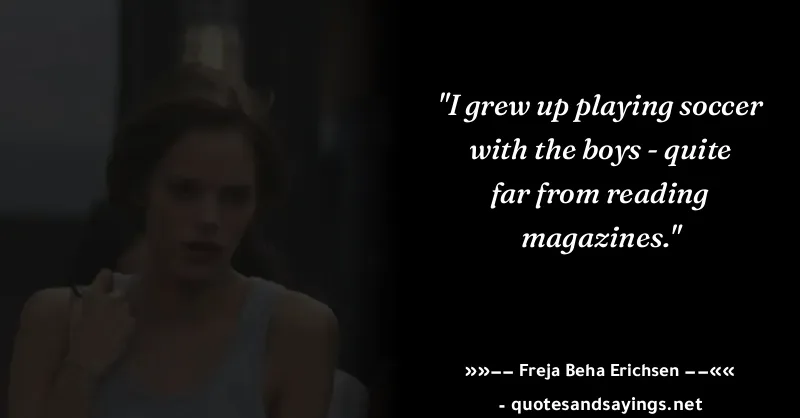 "I grew up playing soccer
with the boys - quite
far from reading
magazines."
»»−− Freja Beha Erichsen −−««
- quotesandsayings.net